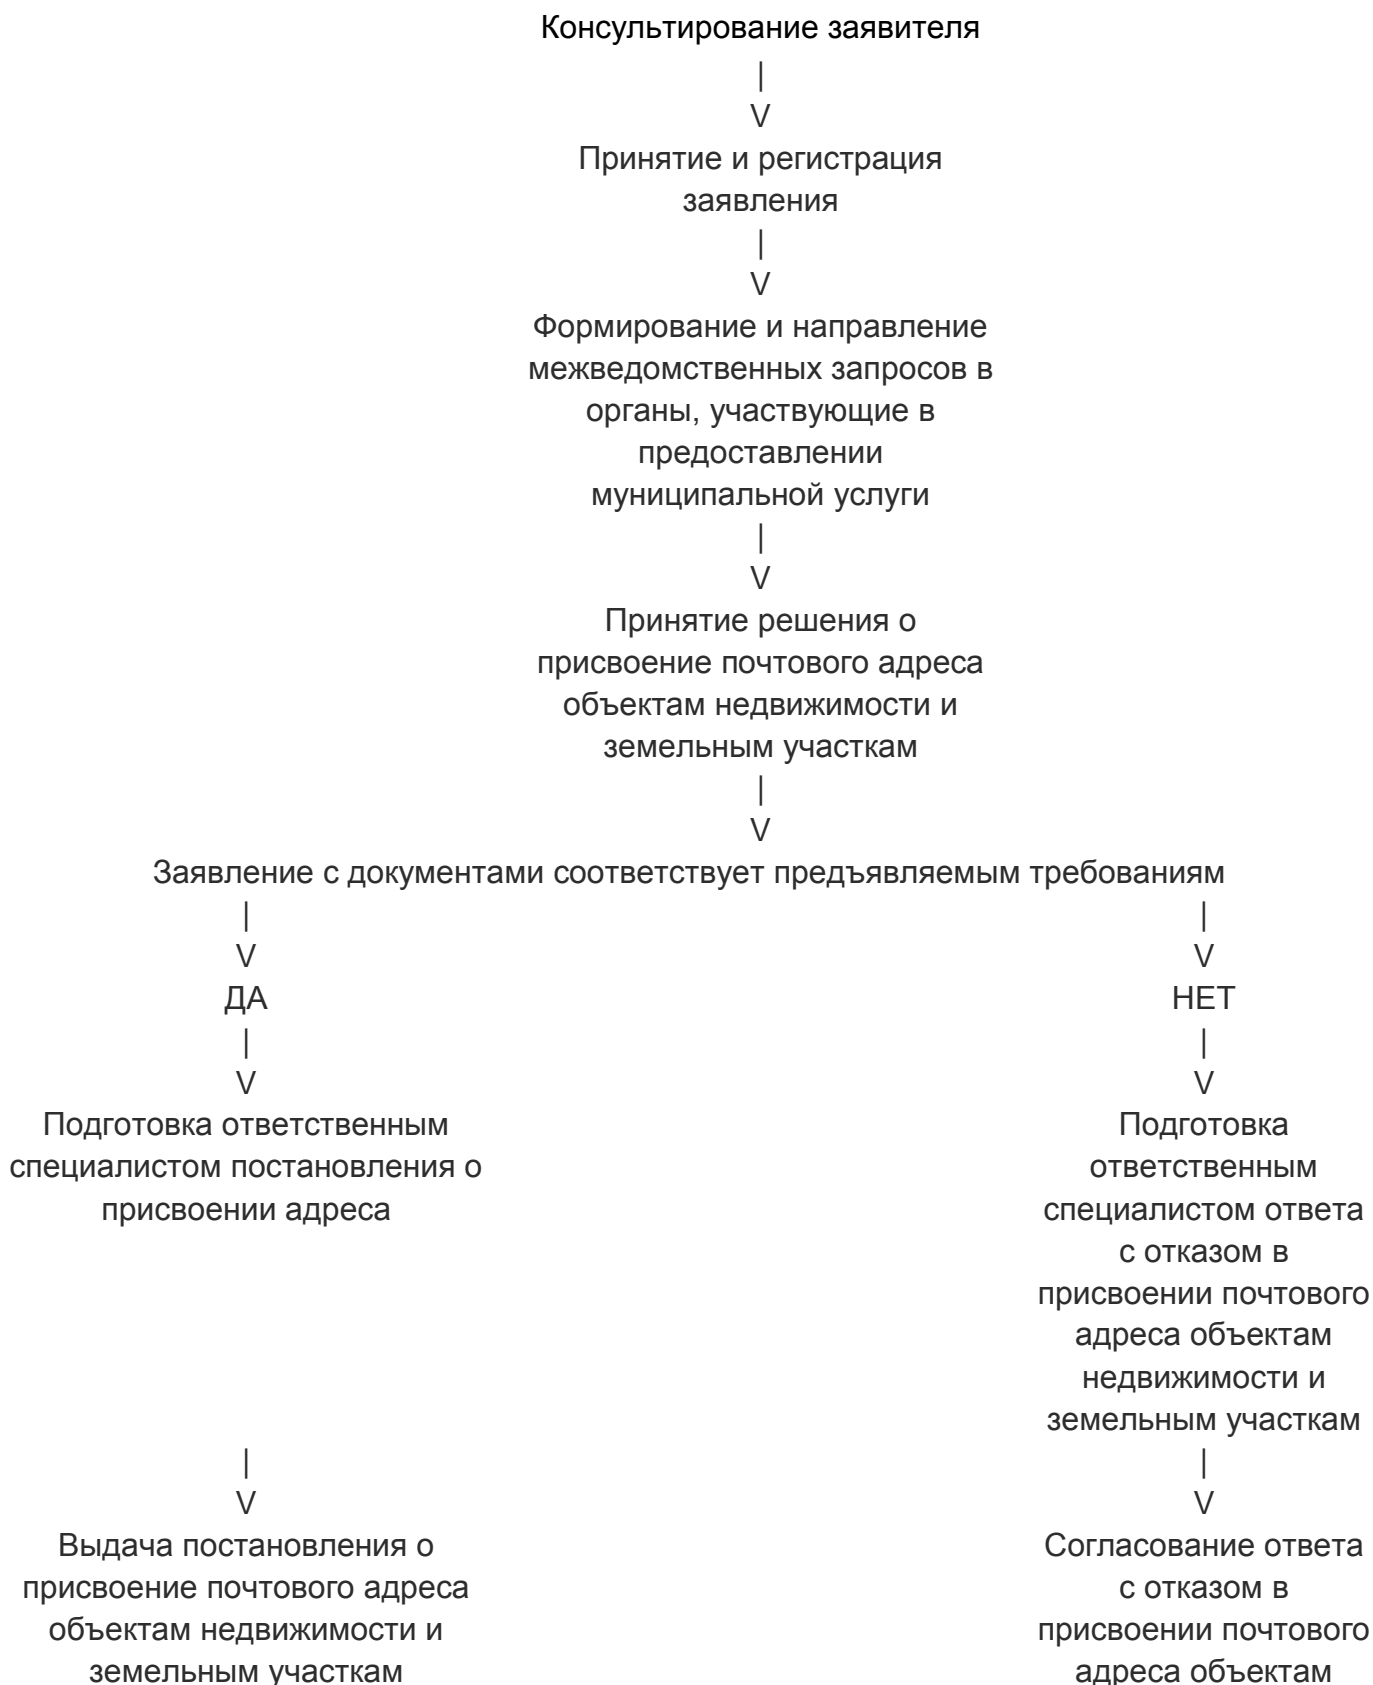 Консультирование заявителя
|
V
Принятие и регистрация
заявления
|
V
Формирование и направление
межведомственных запросов в
органы, участвующие в
предоставлении
муниципальной услуги
|
V
Принятие решения о
присвоение почтового адреса
объектам недвижимости и
земельным участкам
|
V
Заявление с документами соответствует предъявляемым требованиям
|
V
ДА
|
V
Подготовка ответственным
специалистом постановления о
присвоении адреса
|
V
Выдача постановления о
присвоение почтового адреса
объектам недвижимости и
земельным участкам
|
V
НЕТ
|
V
Подготовка
ответственным
специалистом ответа
с отказом в
присвоении почтового
адреса объектам
недвижимости и
земельным участкам
|
V
Согласование ответа
с отказом в
присвоении почтового
адреса объектам